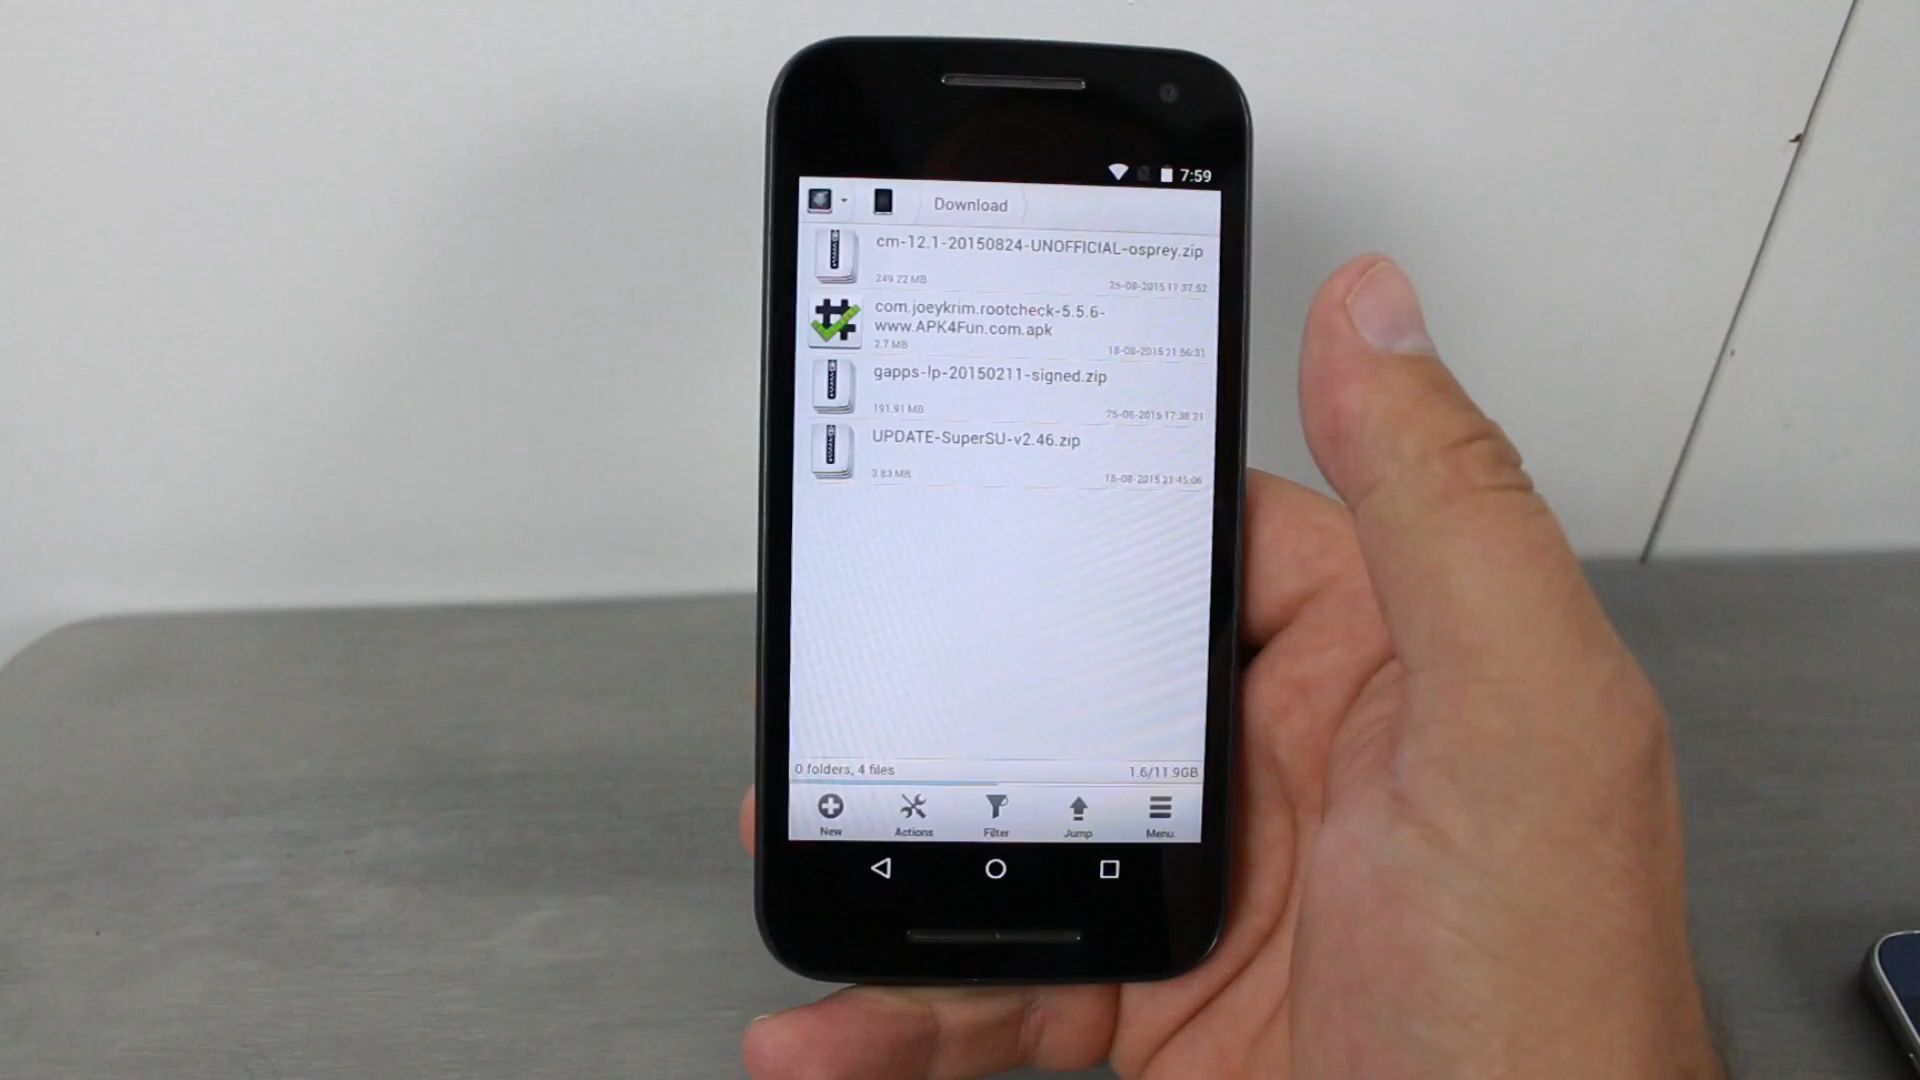 7:59
Download
cm-12.1-20150824-UNOFFICIAL-osprey.zip
249.22 MB 25-08-2015 17:37:52
com.joeykrim.rootcheck-5.5.6-
www.APK4Fun.com.apk
2.7 MB 18-08-2015 21:56:31
gapps-lp-20150211-signed.zip
191.91 MB 25-08-2015 17:38:21
UPDATE-SuperSU-v2.46.zip
3.83 MB 18-08-2015 21:45:06
0 folders, 4 files 1.6/11.9GB
New Actions Filter Jump Menu